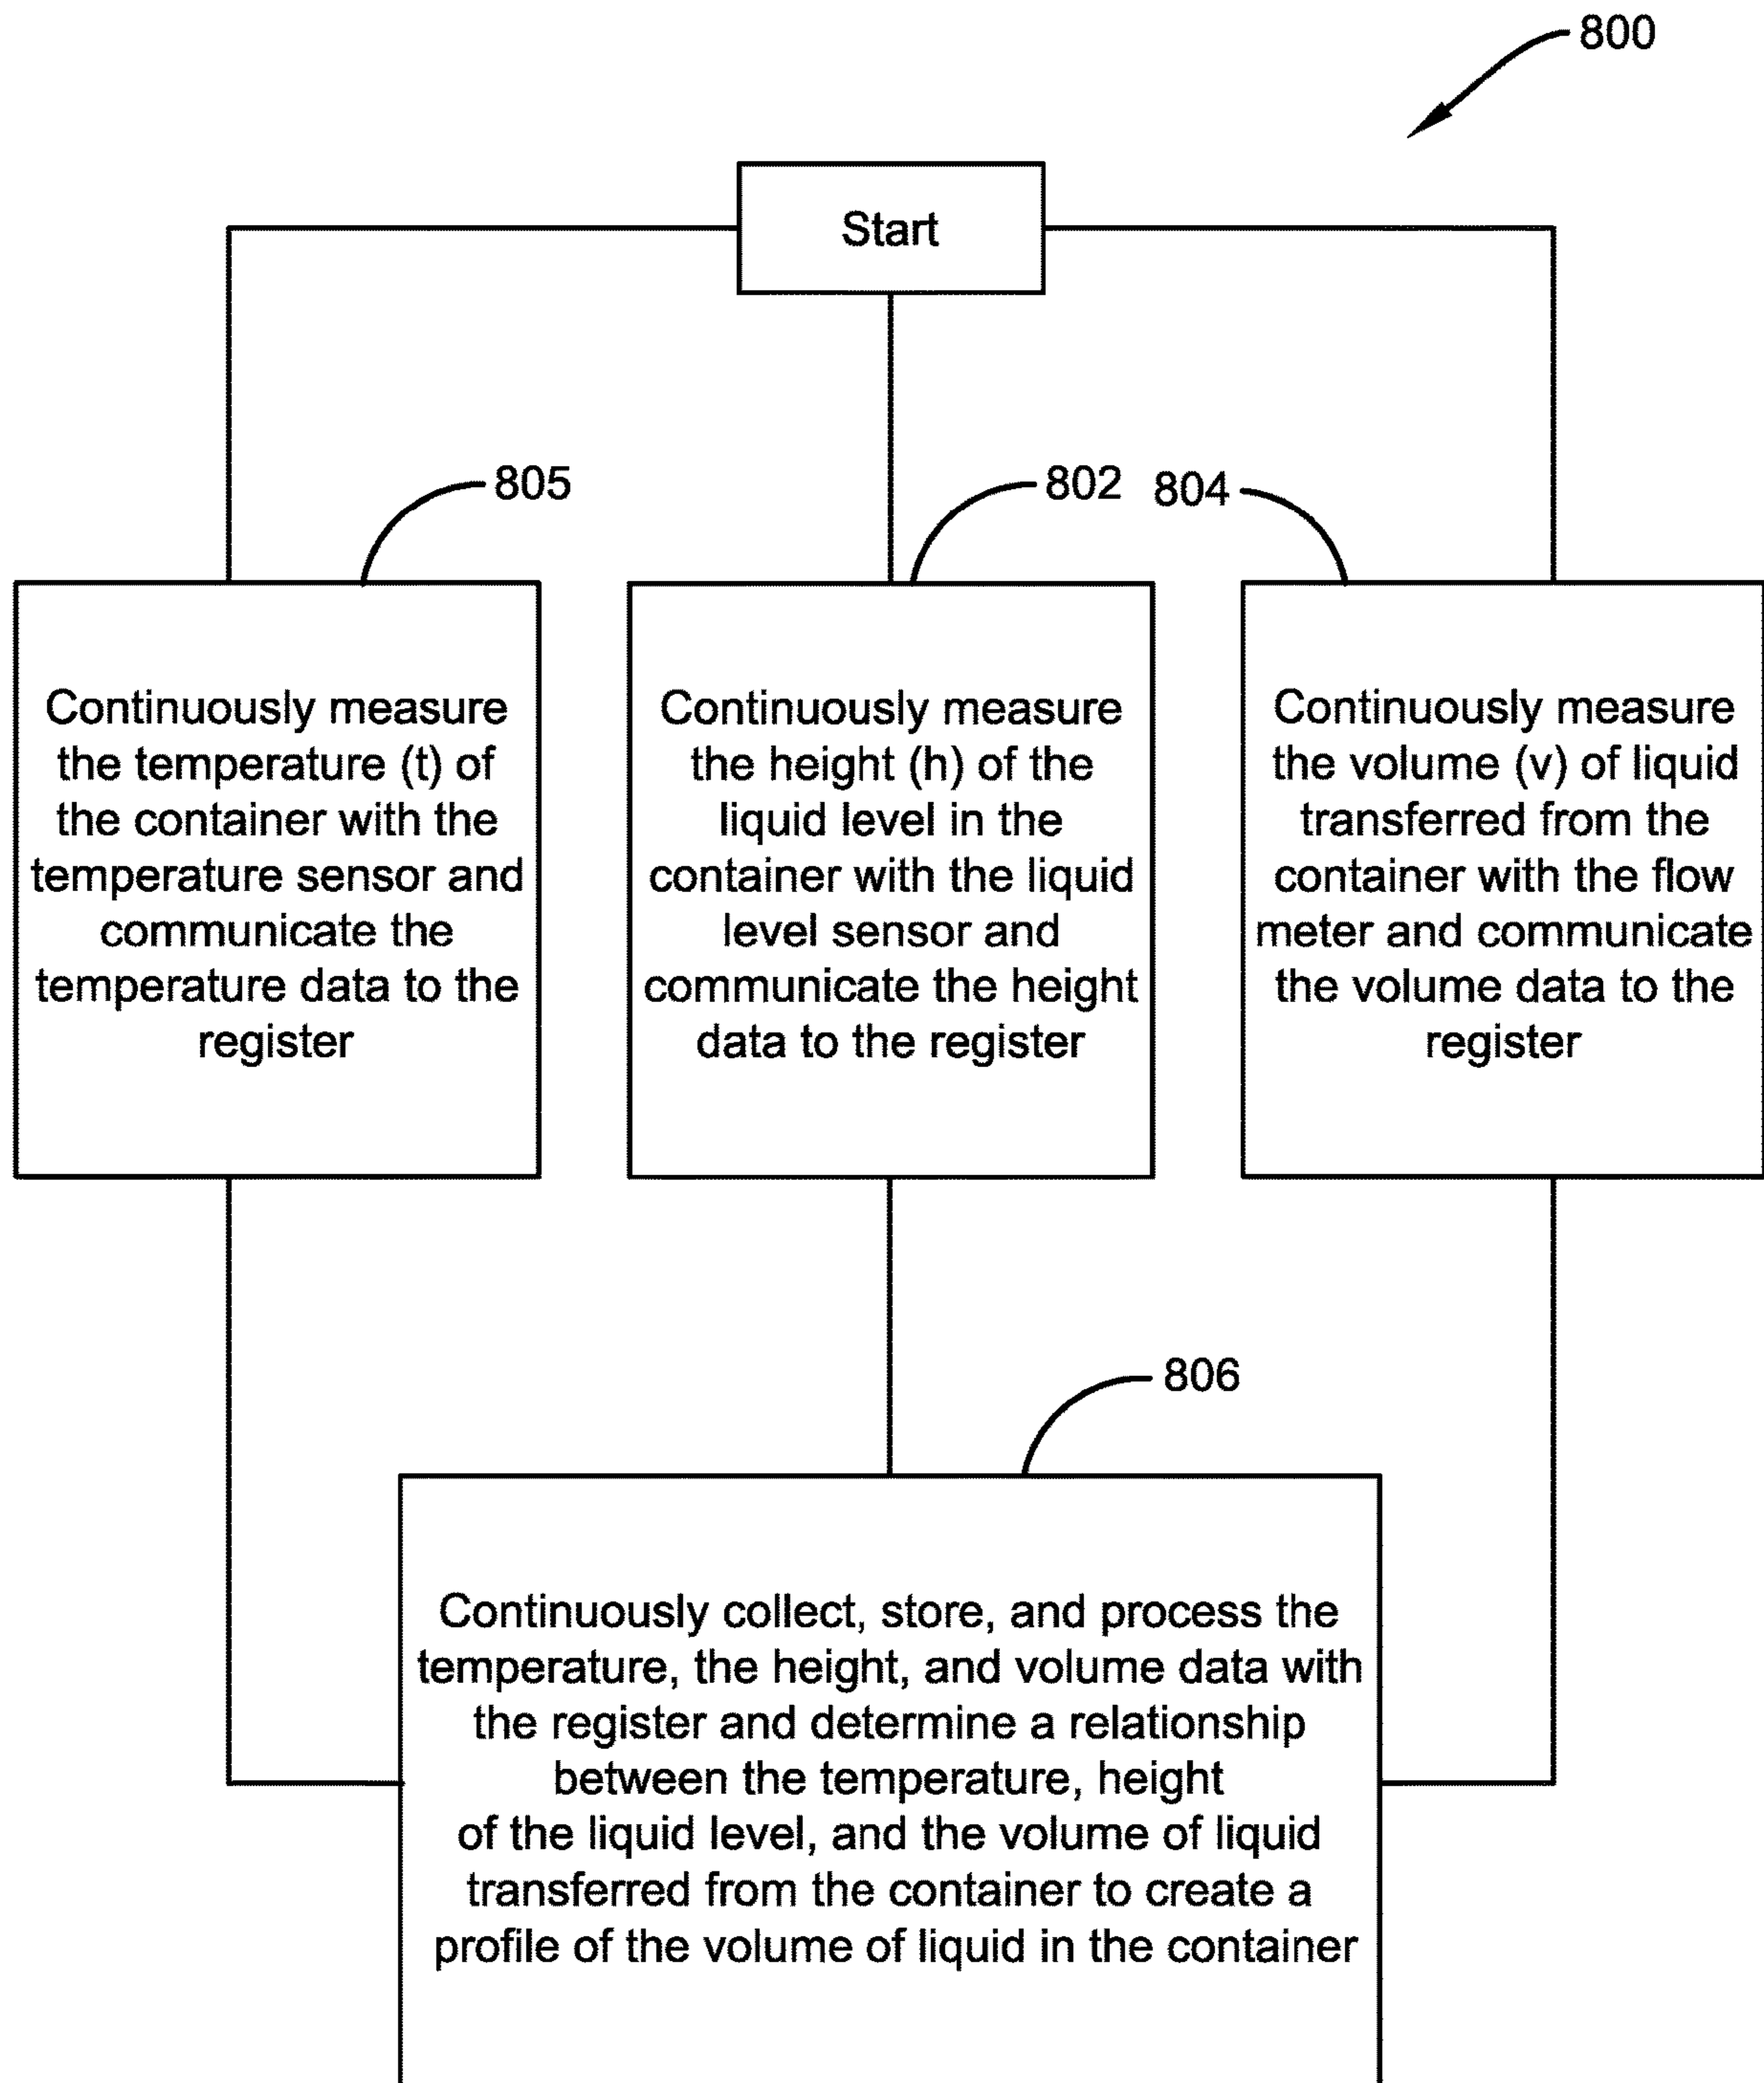 800
Start
805
802
804
Continuously measure
the temperature (t) of
the container with the
temperature sensor and
communicate the
temperature data to the
register
Continuously measure
the height (h) of the
liquid level in the
container with the liquid
level sensor and
communicate the height
data to the register
Continuously measure
the volume (v) of liquid
transferred from the
container with the flow
meter and communicate
the volume data to the
register
806
Continuously collect, store, and process the
temperature, the height, and volume data with
the register and determine a relationship
between the temperature, height
of the liquid level, and the volume of liquid
transferred from the container to create a
profile of the volume of liquid in the container